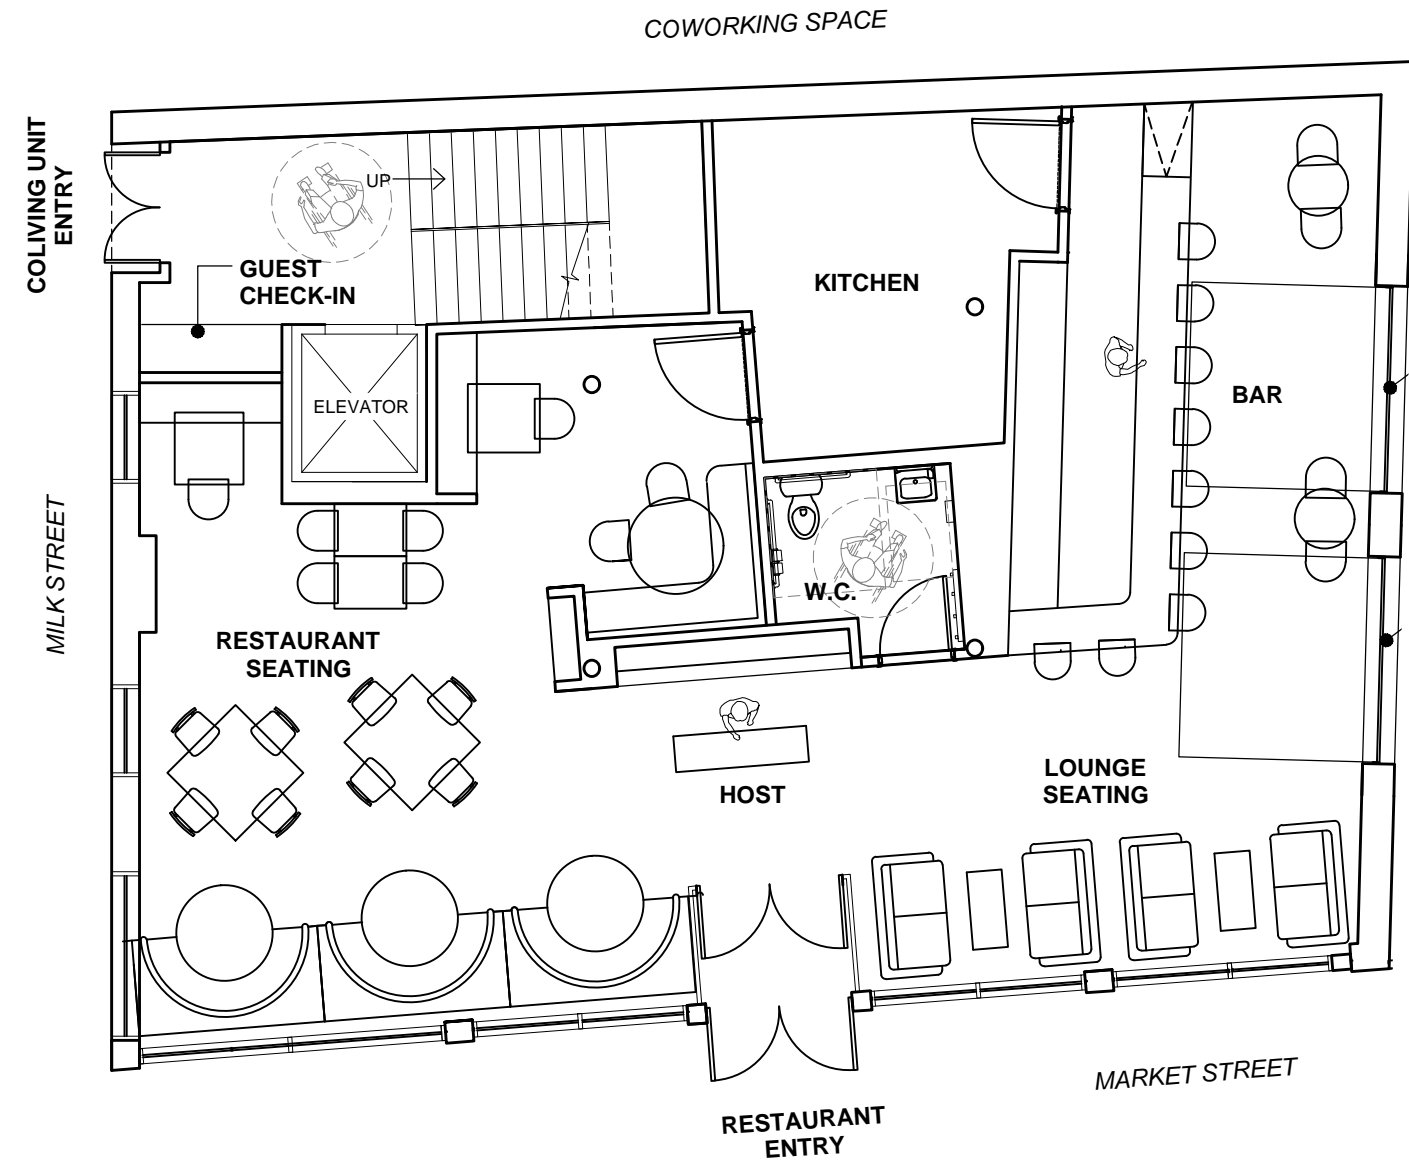 COWORKING SPACE
COLIVING UNIT
ENTRY
UP
GUEST
CHECK-IN
KITCHEN
ELEVATOR
BAR
MILK STREET
W.C.
RESTAURANT
SEATING
HOST
LOUNGE
SEATING
MARKET STREET
RESTAURANT
ENTRY